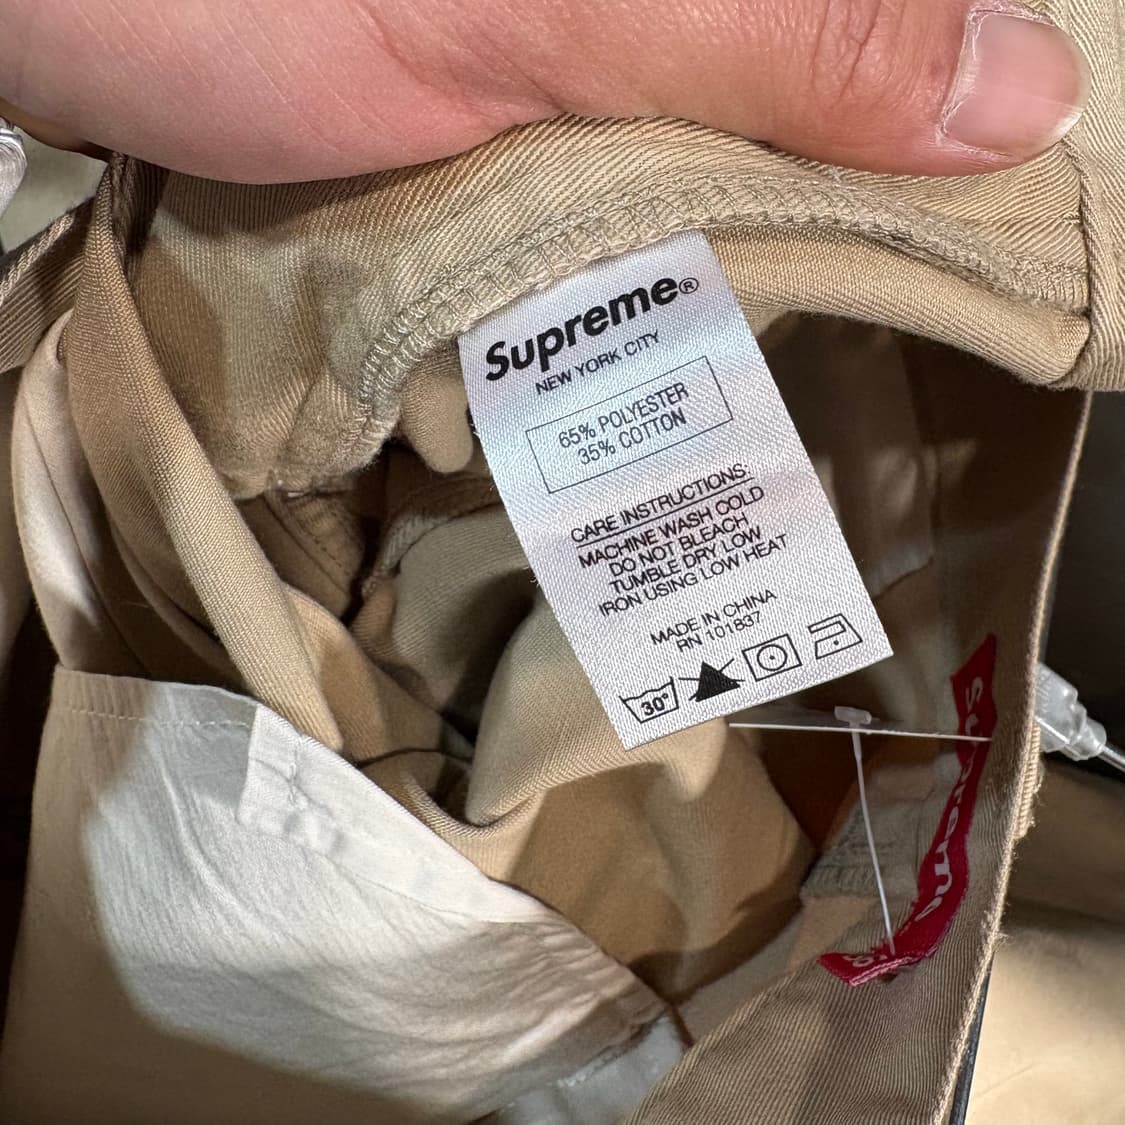 Supreme®
NEW YORK CITY
65% POLYESTER
35% COTTON
CARE INSTRUCTIONS:
MACHINE WASH COLD
DO NOT BLEACH
TUMBLE DRY LOW
IRON USING LOW HEAT
MADE IN CHINA
RN 101837
30°
Supreme